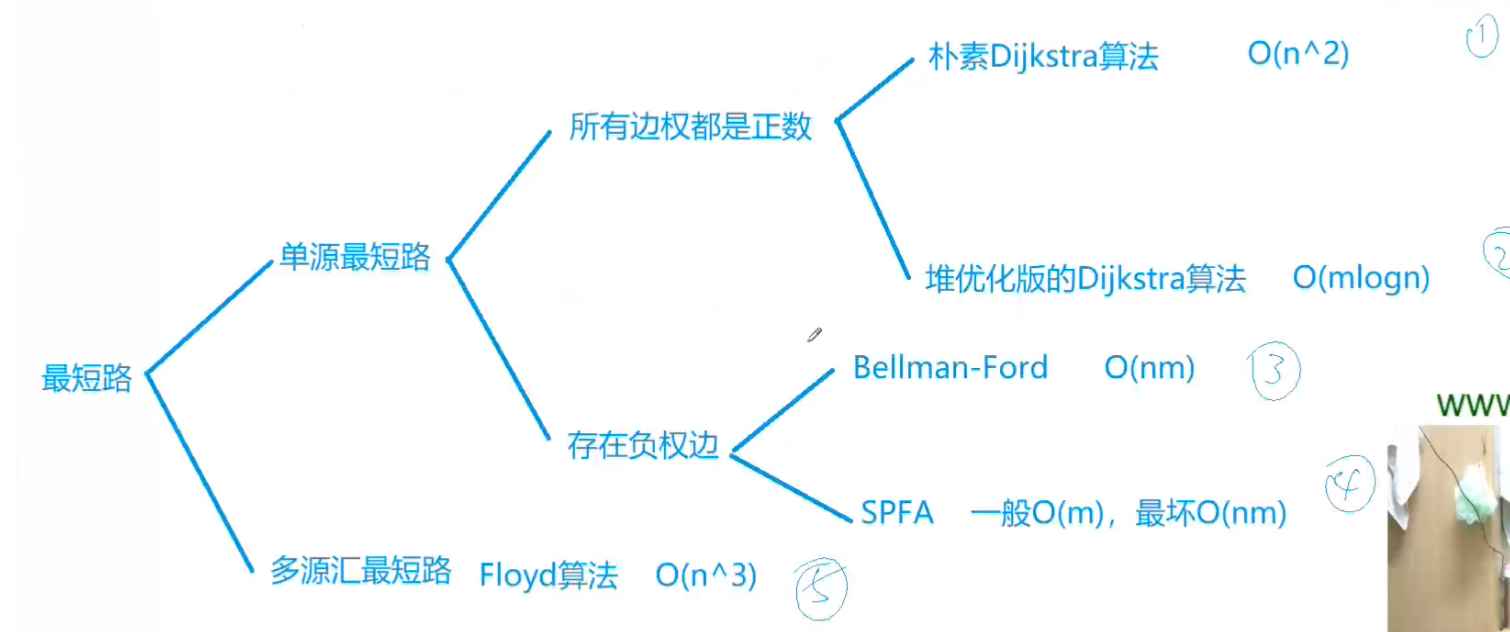 朴素Dijkstra算法 O(n^2) ①
所有边权都是正数
单源最短路
堆优化版的Dijkstra算法 O(mlogn) ②
最短路
Bellman-Ford O(nm) ③
存在负权边
SPFA 一般O(m)，最坏O(nm) ④
多源汇最短路 Floyd算法 O(n^3) ⑤